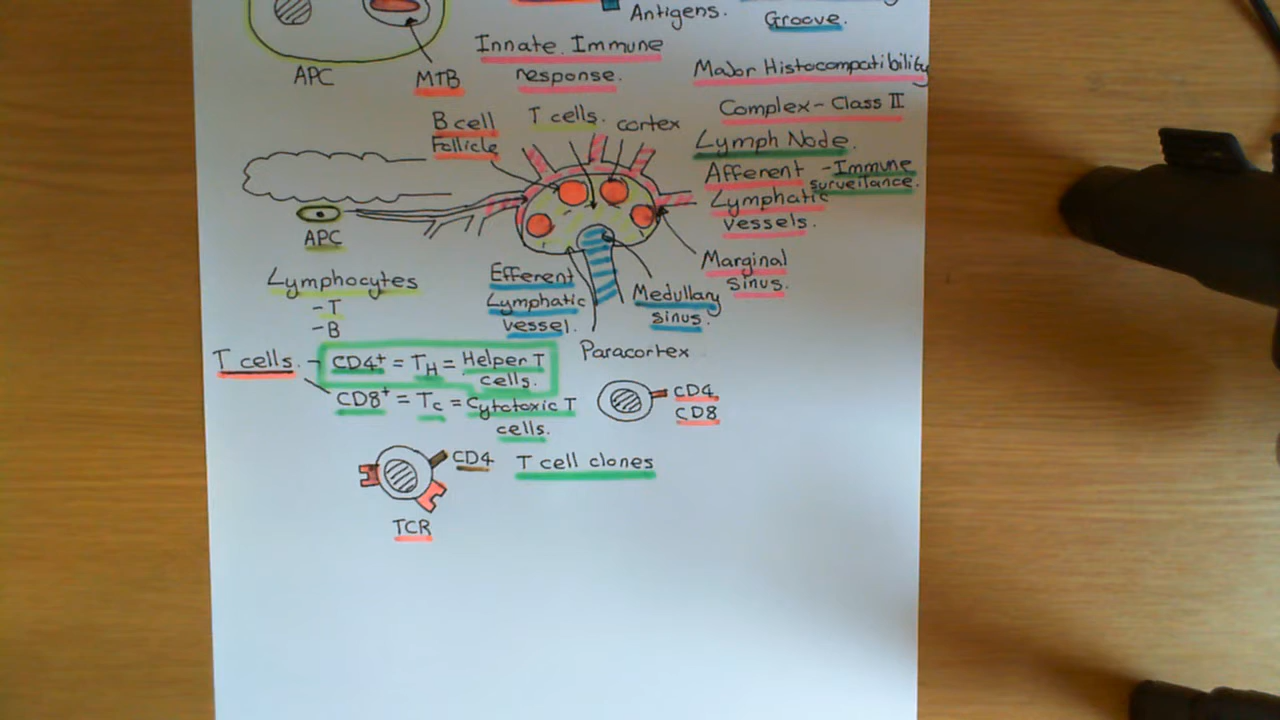 Antigens.
Groove.
Innate Immune
response.
APC
MTB
Major Histocompatibility
Complex - Class II
B cell
Follicle
T cells.
cortex
Lymph Node.
Afferent - Immune
surveilance.
Lymphatic
vessels.
APC
Marginal
sinus.
Lymphocytes
- T
- B
Efferent
Lymphatic
vessel.
Medullary
sinus.
Paracortex
T cells. - CD4+ = TH = Helper T
cells.
CD8+ = Tc = Cytotoxic T
cells.
CD4
CD8
CD4
T cell clones
TCR